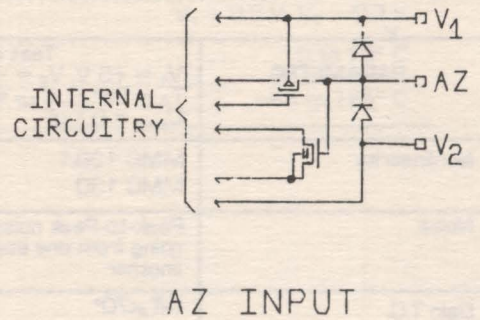 V1
AZ
INTERNAL
CIRCUITRY
V2
AZ INPUT